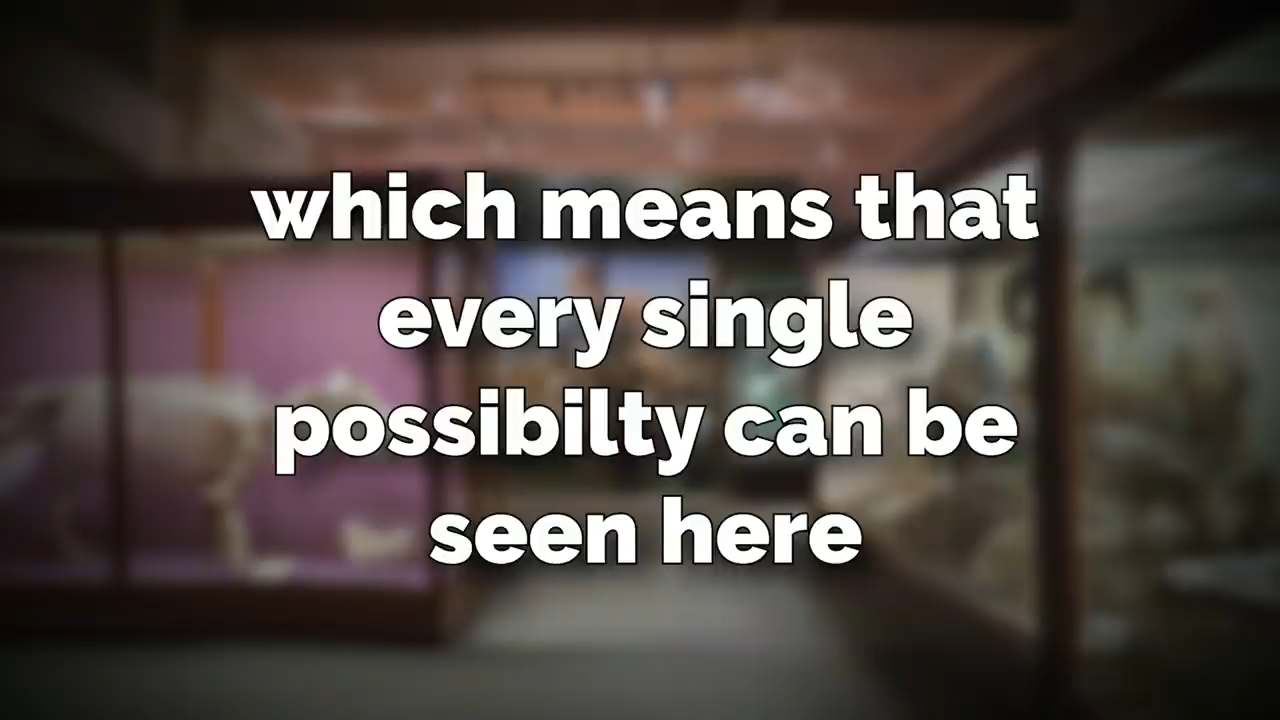 which means that
every single
possibilty can be
seen here